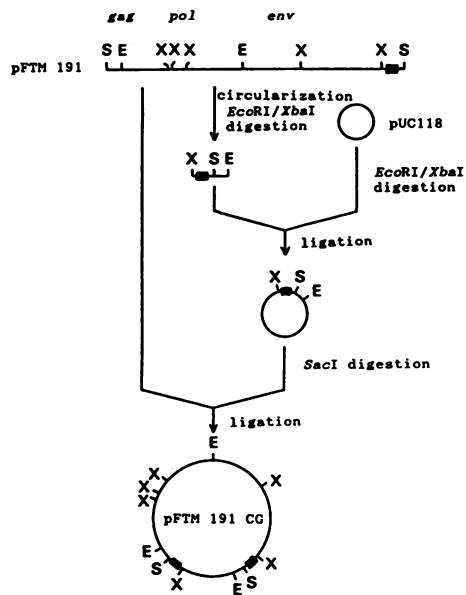 gag pol env
S E X X X E X X S
pFTM 191
circularization
EcoRI/XbaI
digestion
pUC118
X S E
EcoRI/XbaI
digestion
ligation
X S
E
SacI digestion
ligation
E
X
X
X
X
pFTM 191 CG
E
S
X
E
S
X